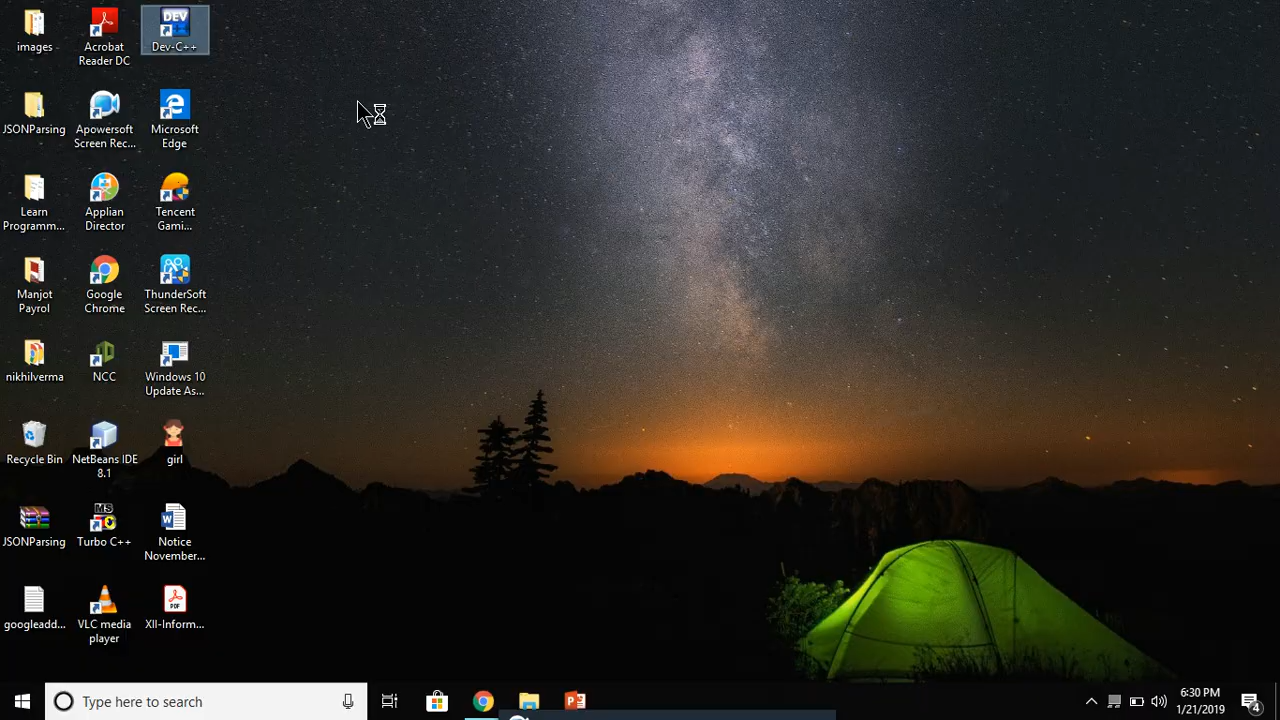 images
Acrobat
Reader DC
DEV
Dev-C++
JSONParsing
Apowersoft
Screen Rec...
Microsoft
Edge
Learn
Programm...
Applian
Director
Tencent
Gami...
Manjot
Payrol
Google
Chrome
ThunderSoft
Screen Rec...
nikhilverma
NCC
Windows 10
Update As...
Recycle Bin
NetBeans IDE
8.1
girl
JSONParsing
MS
Turbo C++
Notice
November...
googleadd...
VLC media
player
PDF
XII-Inform...
Type here to search
6:30 PM
1/21/2019
4